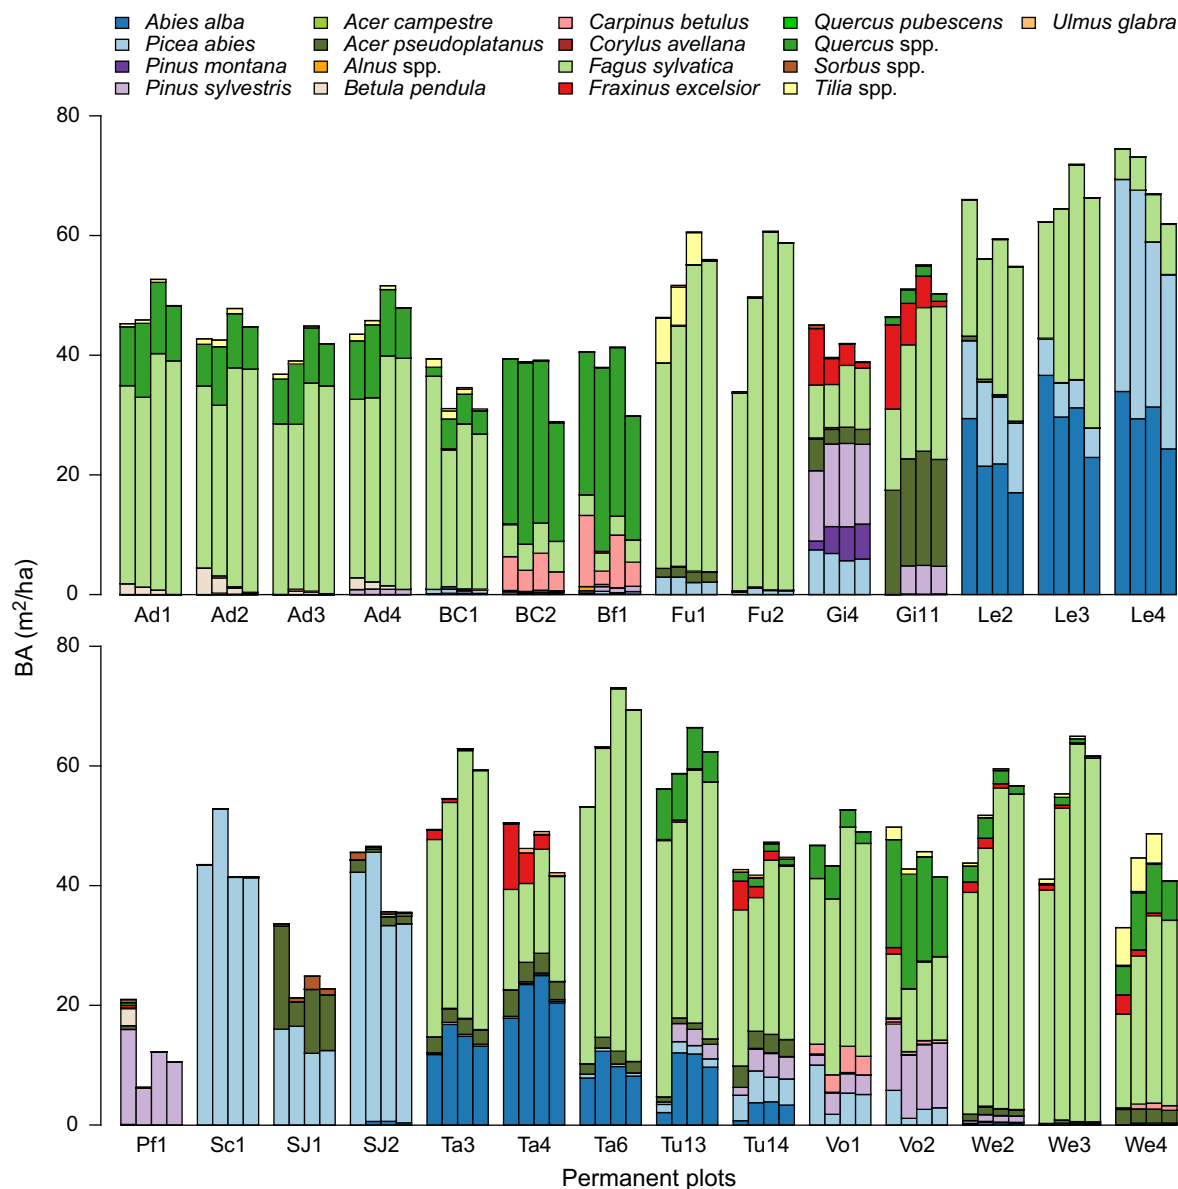 Abies alba
Acer campestre
Carpinus betulus
Quercus pubescens
Ulmus glabra
Picea abies
Acer pseudoplatanus
Corylus avellana
Quercus spp.
Pinus montana
Alnus spp.
Fagus sylvatica
Sorbus spp.
Pinus sylvestris
Betula pendula
Fraxinus excelsior
Tilia spp.
80
60
40
20
0
Ad1 Ad2 Ad3 Ad4 BC1 BC2 Bf1 Fu1 Fu2 Gi4 Gi11 Le2 Le3 Le4
BA (m²/ha)
80
60
40
20
0
Pf1 Sc1 SJ1 SJ2 Ta3 Ta4 Ta6 Tu13 Tu14 Vo1 Vo2 We2 We3 We4
Permanent plots